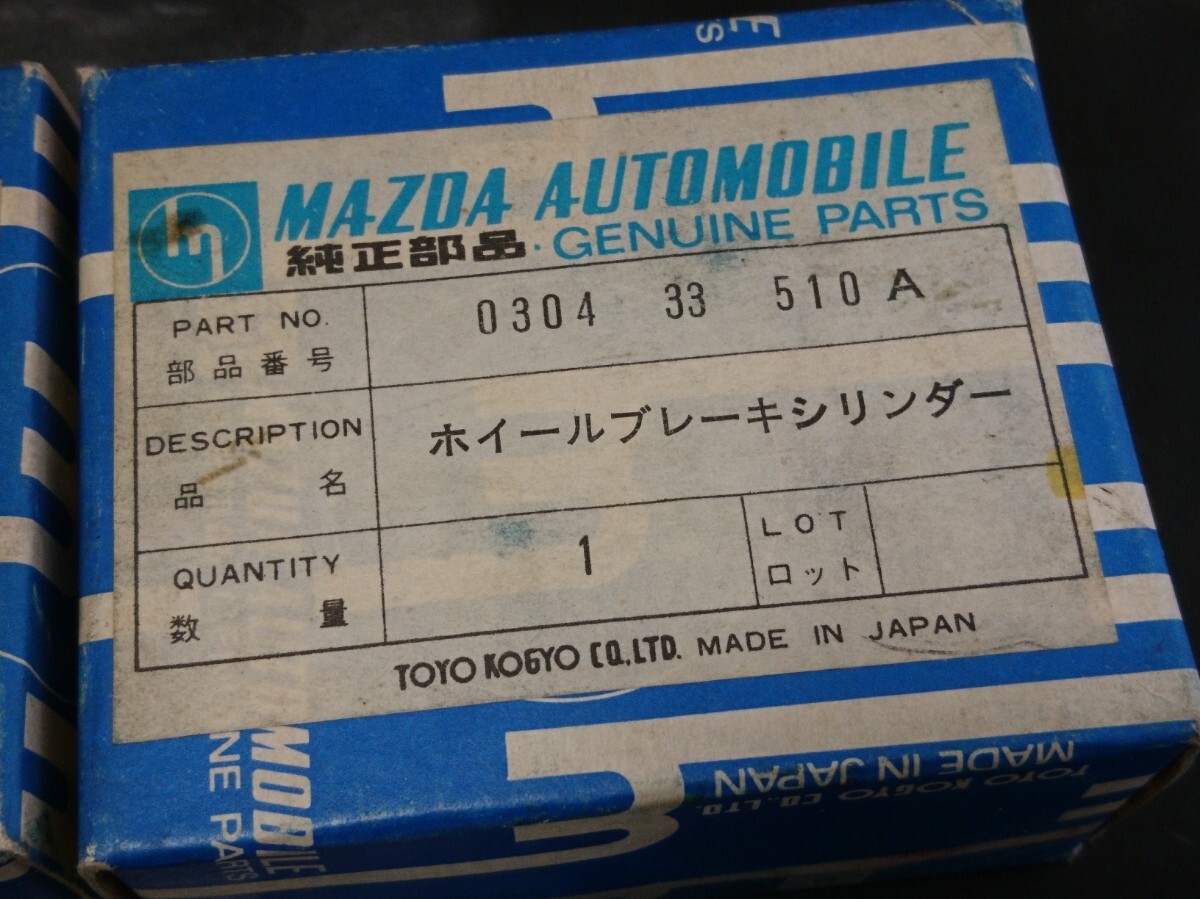 MAZDA AUTOMOBILE
純正部品・GENUINE PARTS
PART NO. 0304 33 510 A
部品番号
DESCRIPTION ホイールブレーキシリンダー
品名
QUANTITY 1 LOT
数量 ロット
TOYO KOGYO CO.,LTD. MADE IN JAPAN
TOYO KOGYO CO.,LTD.
MADE IN JAPAN
MOBILE
NE PARTS